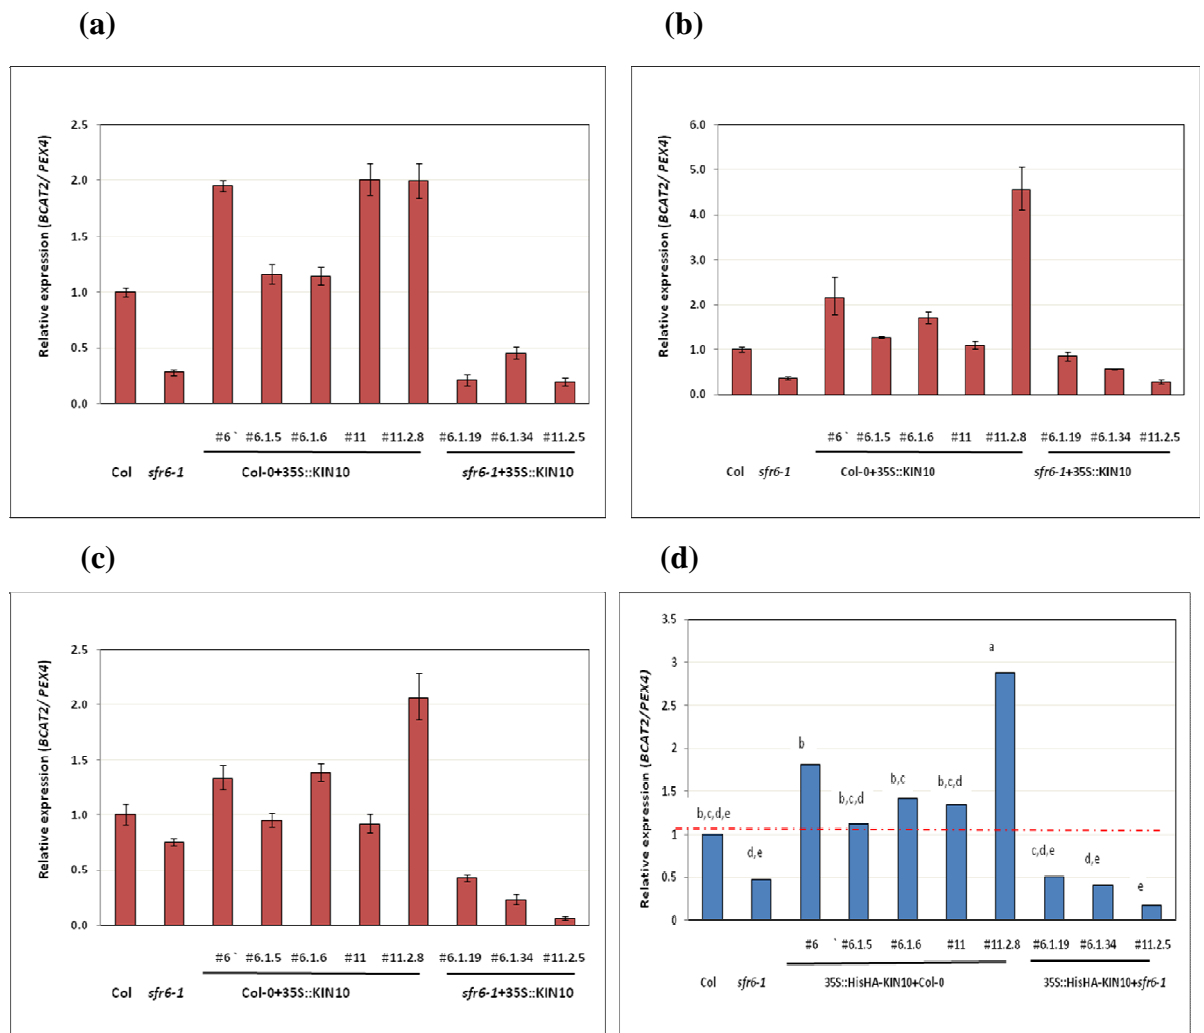 (a)
Relative expression (BCAT2/ PEX4)
2.5
2.0
1.5
1.0
0.5
0.0
#6 ` #6.1.5 #6.1.6 #11 #11.2.8 #6.1.19 #6.1.34 #11.2.5
Col sfr6-1 Col-0+35S::KIN10 sfr6-1+35S::KIN10
(b)
Relative expression (BCAT2/ PEX4)
6.0
5.0
4.0
3.0
2.0
1.0
0.0
#6 ` #6.1.5 #6.1.6 #11 #11.2.8 #6.1.19 #6.1.34 #11.2.5
Col sfr6-1 Col-0+35S::KIN10 sfr6-1+35S::KIN10
(c)
Relative expression (BCAT2/ PEX4)
2.5
2.0
1.5
1.0
0.5
0.0
#6 ` #6.1.5 #6.1.6 #11 #11.2.8 #6.1.19 #6.1.34 #11.2.5
Col sfr6-1 Col-0+35S::KIN10 sfr6-1+35S::KIN10
(d)
Relative expression (BCAT2/PEX4)
3.5
3
2.5
2
1.5
1
0.5
0
b,c,d,e
d,e
b
b,c,d
b,c
b,c,d
a
c,d,e
d,e
e
#6 ` #6.1.5 #6.1.6 #11 #11.2.8 #6.1.19 #6.1.34 #11.2.5
Col sfr6-1 35S::HisHA-KIN10+Col-0 35S::HisHA-KIN10+sfr6-1